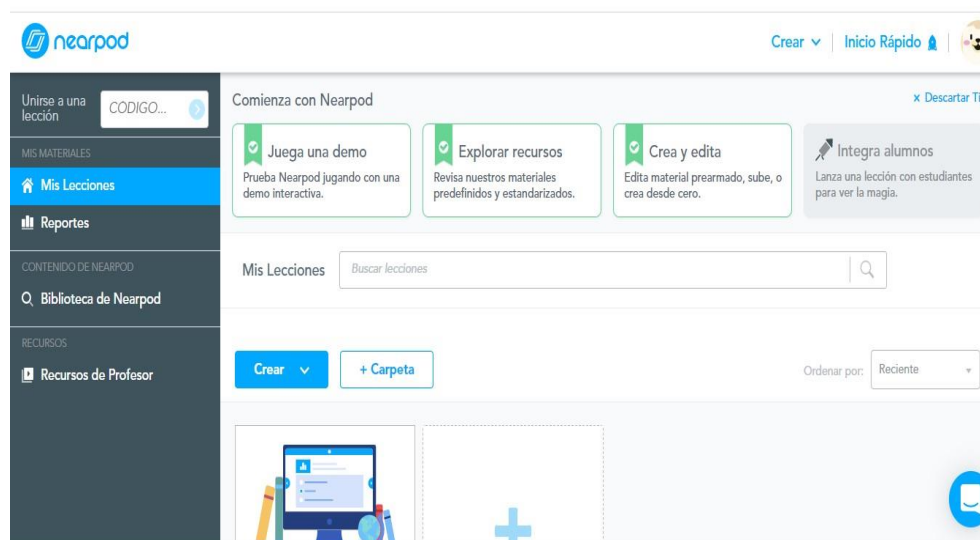 nearpod
Crear
Inicio Rápido
Unirse a una
lección
CÓDIGO...
MIS MATERIALES
Mis Lecciones
Reportes
CONTENIDO DE NEARPOD
Biblioteca de Nearpod
RECURSOS
Recursos de Profesor
Comienza con Nearpod
x Descartar Ti
Juega una demo
Prueba Nearpod jugando con una
demo interactiva.
Explorar recursos
Revisa nuestros materiales
predefinidos y estandarizados.
Crea y edita
Edita material prearmado, sube, o
crea desde cero.
Integra alumnos
Lanza una lección con estudiantes
para ver la magia.
Mis Lecciones
Buscar lecciones
Crear
+ Carpeta
Ordenar por:
Reciente